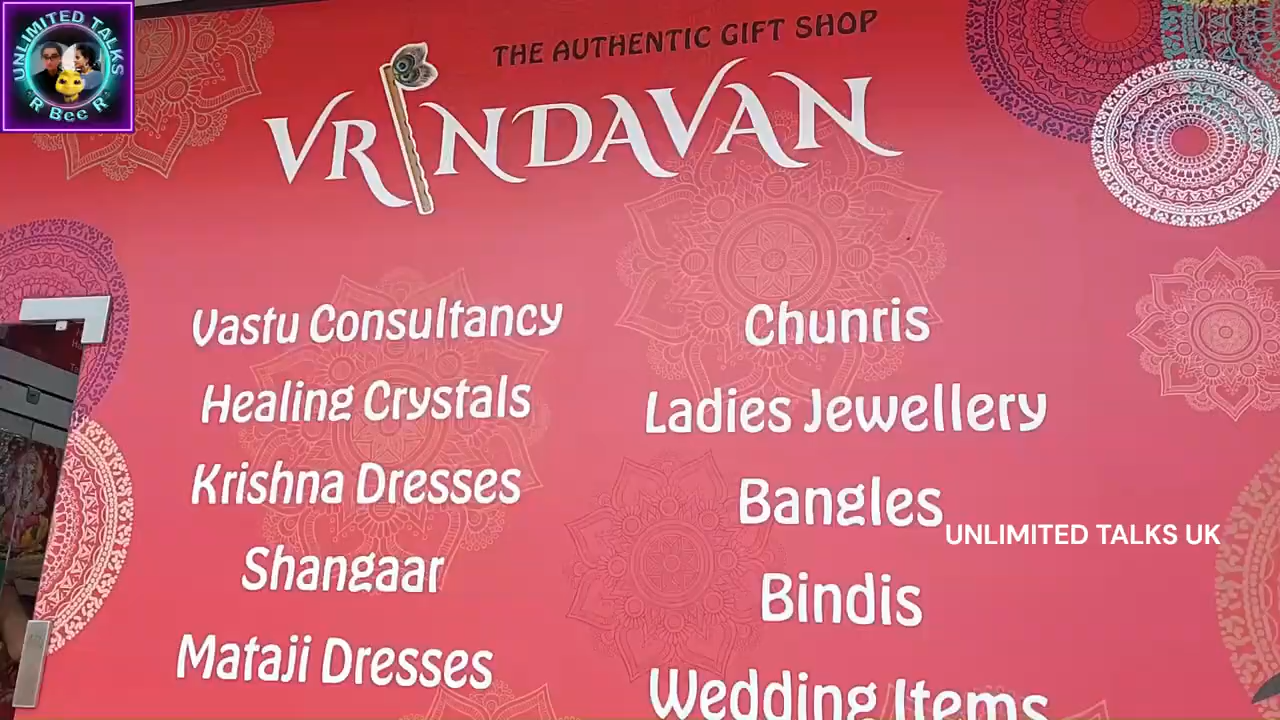 UNLIMITED TALKS
R Bee R
THE AUTHENTIC GIFT SHOP
VRINDAVAN
Vastu Consultancy
Healing Crystals
Krishna Dresses
Shangaar
Mataji Dresses
Chunris
Ladies Jewellery
Bangles
Bindis
Wedding Items
UNLIMITED TALKS UK